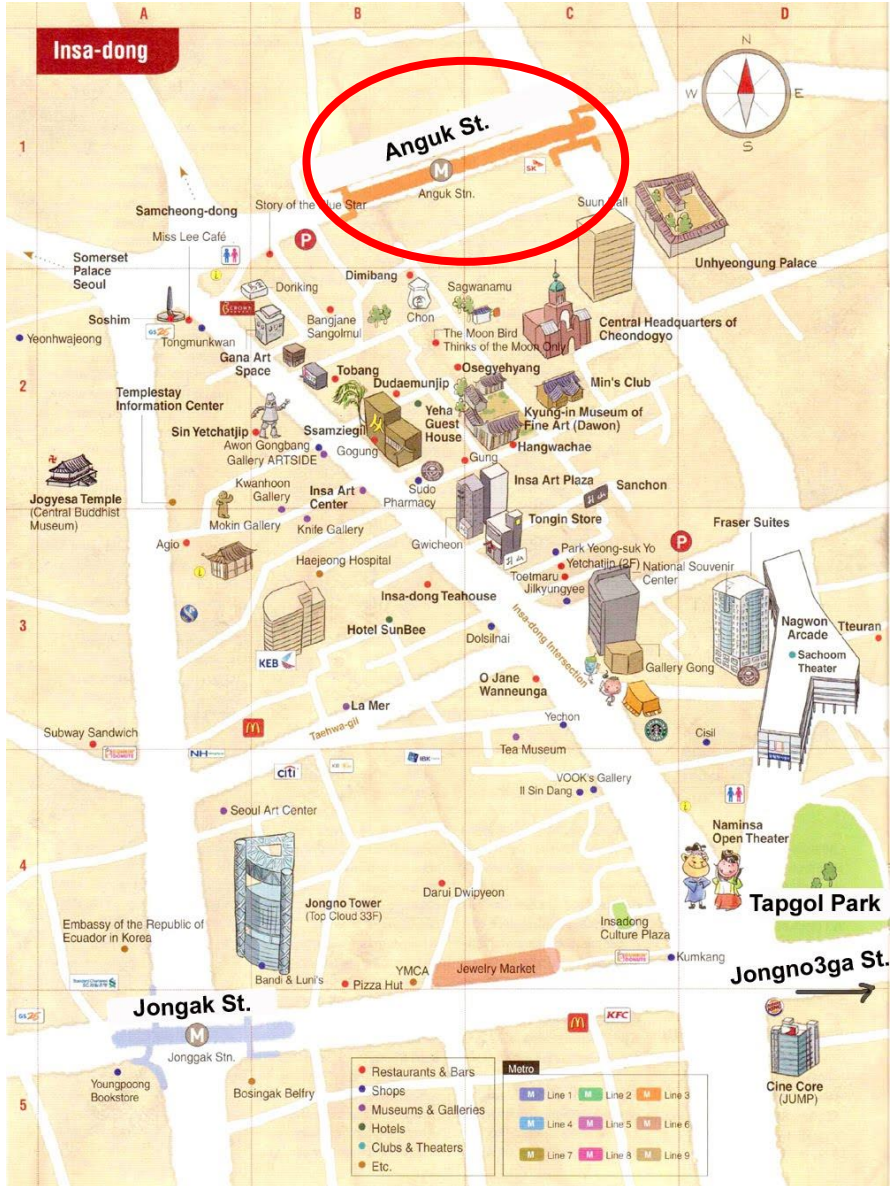 A
B
C
D
Insa-dong
N
W
E
S
1
Anguk St.
M
Anguk Stn.
SK
Samcheong-dong
Story of the Blue Star
Suun Hall
Miss Lee Café
P
Somerset
Palace
Seoul
Unhyeongung Palace
i
Doriking
Dimibang
Sagwanamu
Soshim
GS25
CROWN
Bangjane
Sangolmul
Chon
Central Headquarters of
Cheondogyo
Yeonhwajeong
Tongmunkwan
The Moon Bird
Thinks of the Moon Only
Gana Art
Space
2
Tobang
Osegyehyang
Templestay
Information Center
Dudaemunjip
Min's Club
Yeha
Guest
House
Kyung-in Museum of
Fine Art (Dawon)
Sin Yetchatjip
Ssamziegil
Awon Gongbang
Gogung
Hangwachae
Gallery ARTSIDE
Gung
Jogyesa Temple
(Central Buddhist
Museum)
Kwanhoon
Gallery
Insa Art
Center
Sudo
Pharmacy
Insa Art Plaza
Sanchon
Mokin Gallery
Knife Gallery
Tongin Store
Fraser Suites
Agio
Gwicheon
Park Yeong-suk Yo
P
Haejeong Hospital
Yetchatjip (2F)
National Souvenir
Center
i
Toetmaru
Insa-dong Teahouse
Jilkyungyee
3
Hotel SunBee
Dolsilnai
Insa-dong Intersection
Nagwon
Arcade
Tteuran
Sachoom
Theater
KEB
Gallery Gong
O Jane
Wanneunga
La Mer
Taehwa-gil
Yechon
Subway Sandwich
Cisil
Tea Museum
NH
citi
KB
IBK
VOOK's Gallery
Il Sin Dang
Seoul Art Center
i
Naminsa
Open Theater
4
Darui Dwipyeon
Jongno Tower
(Top Cloud 33F)
Tapgol Park
Embassy of the Republic of
Ecuador in Korea
Insadong
Culture Plaza
Kumkang
Jewelry Market
YMCA
Bandi & Luni's
Pizza Hut
Jongno3ga St.
Jongak St.
GS25
M
KFC
Jonggak Stn.
Restaurants & Bars
Shops
Museums & Galleries
Hotels
Clubs & Theaters
Etc.
Metro
M Line 1 M Line 2 M Line 3
M Line 4 M Line 5 M Line 6
M Line 7 M Line 8 M Line 9
Youngpoong
Bookstore
Bosingak Belfry
Cine Core
(JUMP)
5